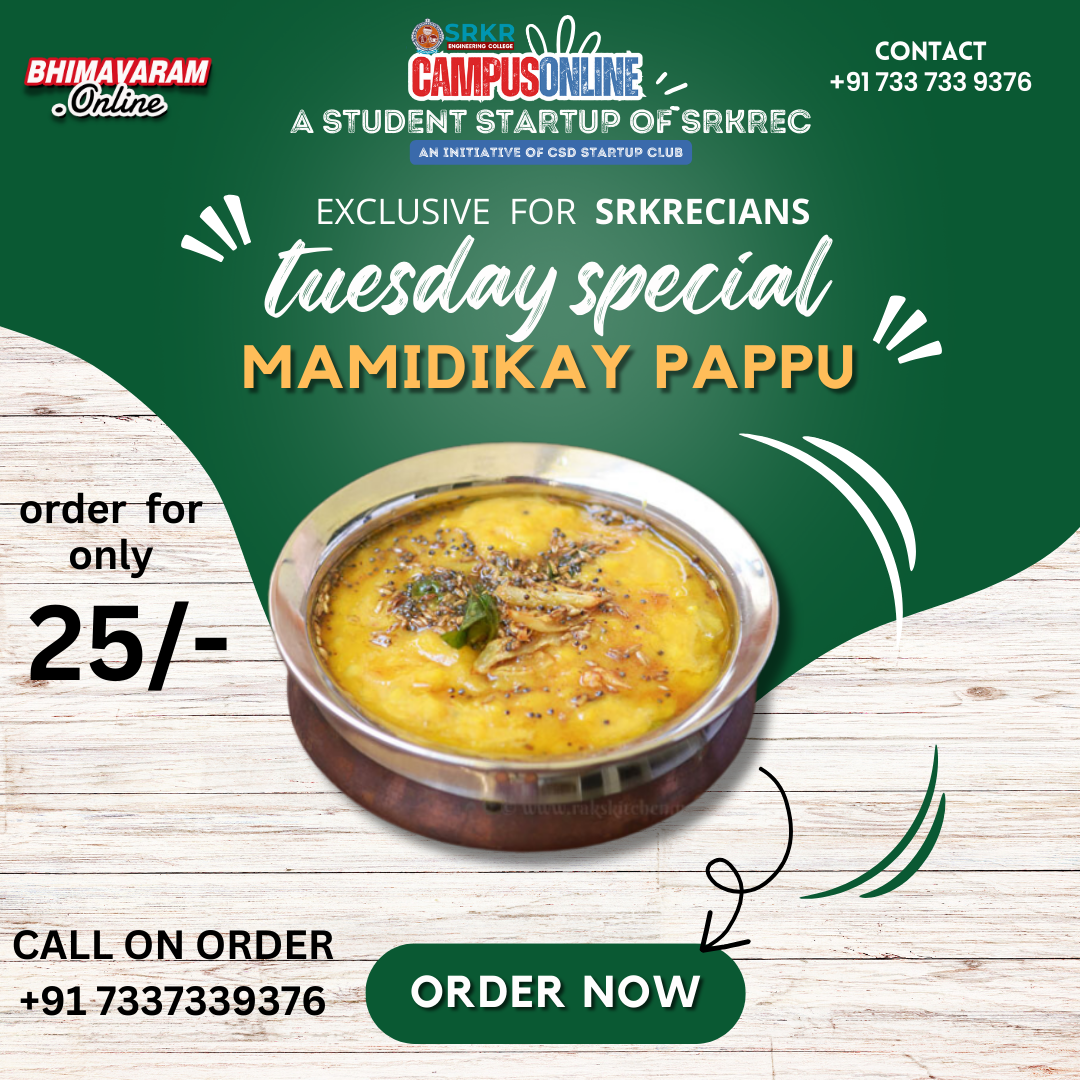 BHIMAVARAM
.Online
SRKR
ENGINEERING COLLEGE
CAMPUSONLINE
A STUDENT STARTUP OF SRKREC
AN INITIATIVE OF CSD STARTUP CLUB
CONTACT
+91 733 733 9376
EXCLUSIVE FOR SRKRECIANS
tuesday special
MAMIDIKAY PAPPU
order for
only
25/-
© www.rakskitchen.
CALL ON ORDER
+91 7337339376
ORDER NOW